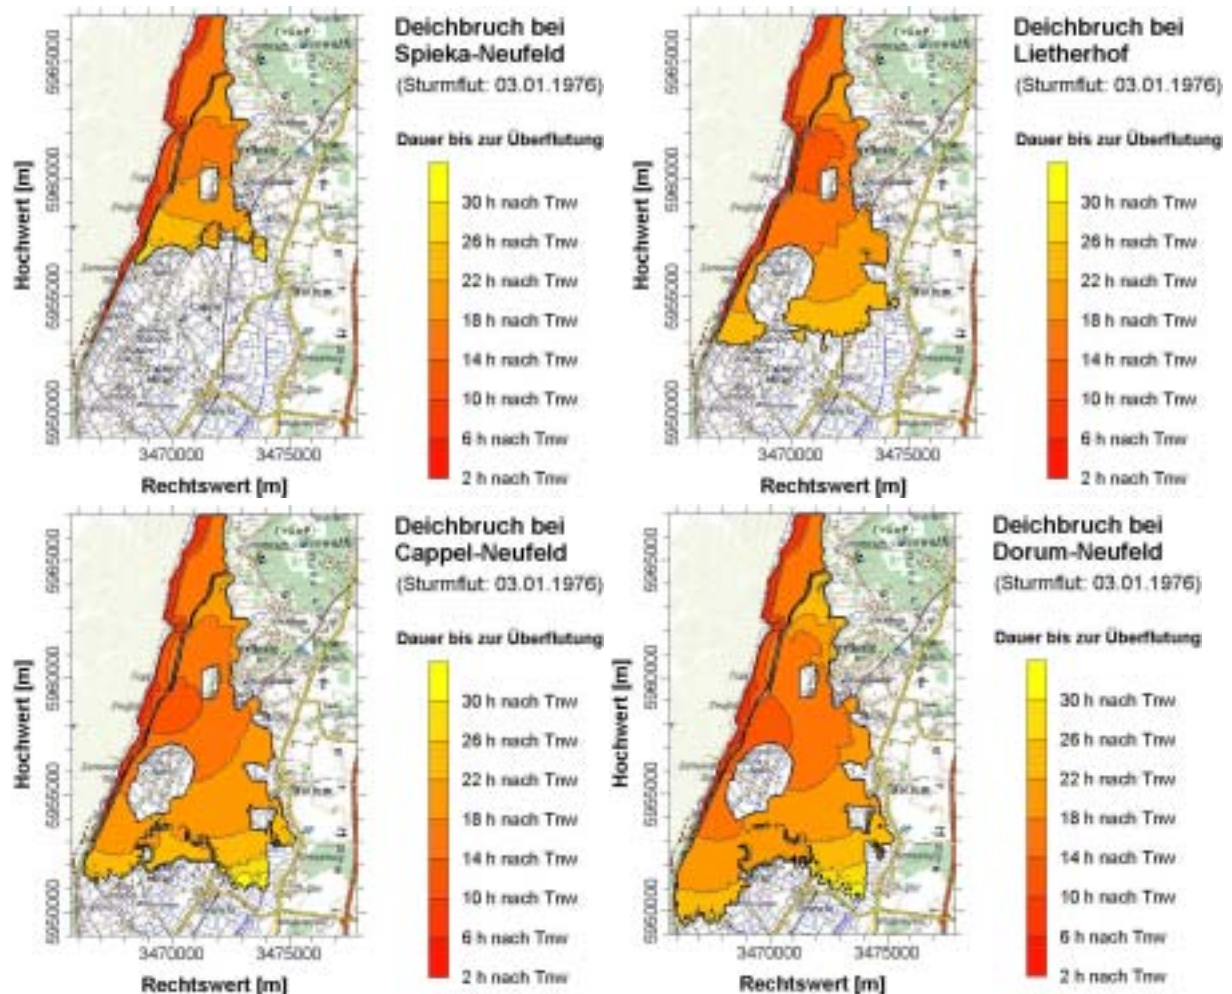 Deichbruch bei
Spieka-Neufeld
(Sturmflut: 03.01.1976)
Dauer bis zur Überflutung
30 h nach Tnw
26 h nach Tnw
22 h nach Tnw
18 h nach Tnw
14 h nach Tnw
10 h nach Tnw
6 h nach Tnw
2 h nach Tnw
Hochwert [m]
5965000
5960000
5955000
5950000
3470000
3475000
Rechtswert [m]
Deichbruch bei
Lietherhof
(Sturmflut: 03.01.1976)
Dauer bis zur Überflutung
30 h nach Tnw
26 h nach Tnw
22 h nach Tnw
18 h nach Tnw
14 h nach Tnw
10 h nach Tnw
6 h nach Tnw
2 h nach Tnw
Hochwert [m]
5965000
5960000
5955000
5950000
3470000
3475000
Rechtswert [m]
Deichbruch bei
Cappel-Neufeld
(Sturmflut: 03.01.1976)
Dauer bis zur Überflutung
30 h nach Tnw
26 h nach Tnw
22 h nach Tnw
18 h nach Tnw
14 h nach Tnw
10 h nach Tnw
6 h nach Tnw
2 h nach Tnw
Hochwert [m]
5965000
5960000
5955000
5950000
3470000
3475000
Rechtswert [m]
Deichbruch bei
Dorum-Neufeld
(Sturmflut: 03.01.1976)
Dauer bis zur Überflutung
30 h nach Tnw
26 h nach Tnw
22 h nach Tnw
18 h nach Tnw
14 h nach Tnw
10 h nach Tnw
6 h nach Tnw
2 h nach Tnw
Hochwert [m]
5965000
5960000
5955000
5950000
3470000
3475000
Rechtswert [m]